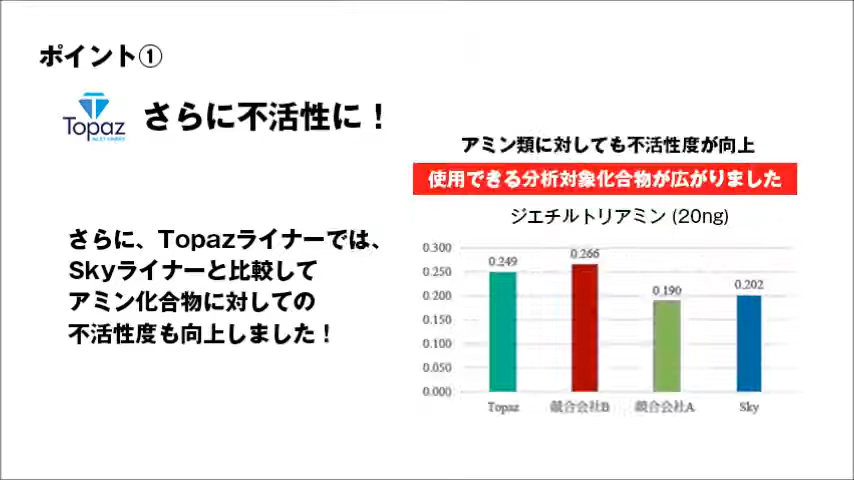 ポイント①
Topaz
さらに不活性に！
アミン類に対しても不活性度が向上
使用できる分析対象化合物が広がりました
ジエチルトリアミン (20ng)
さらに、Topazライナーでは、
Skyライナーと比較して
アミン化合物に対しての
不活性度も向上しました！
0.300
0.250
0.200
0.150
0.100
0.050
0.000
0.249
0.266
0.190
0.202
Topaz
競合会社B
競合会社A
Sky